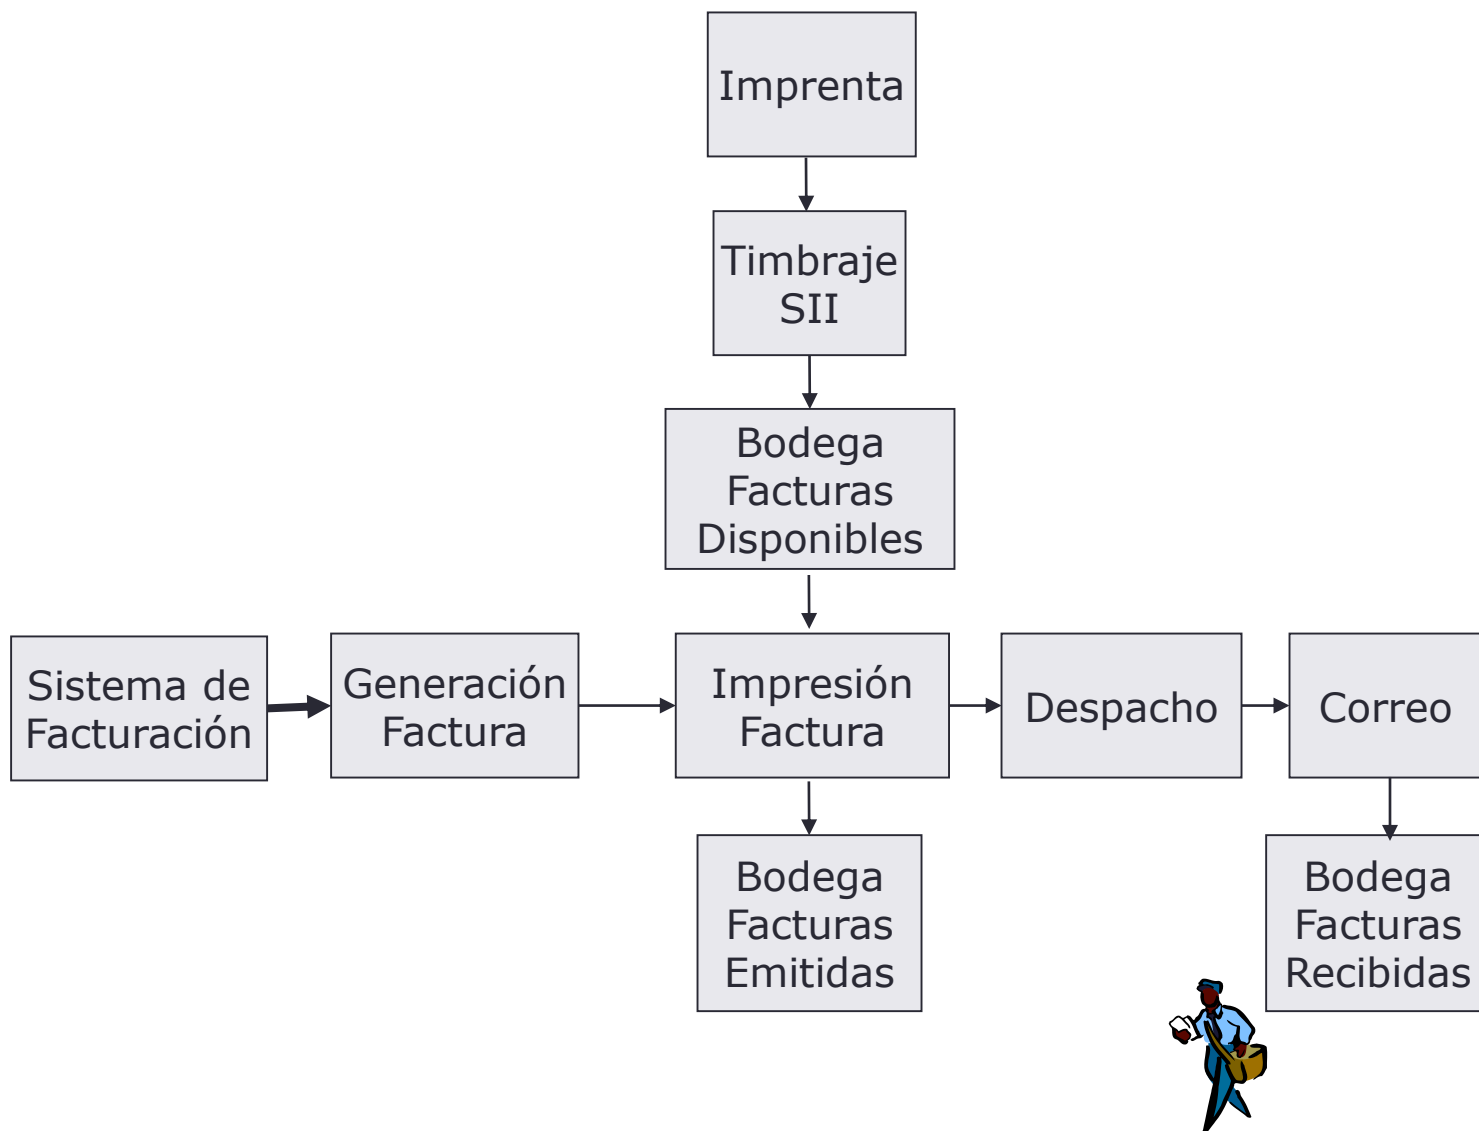 Imprenta
Timbraje
SII
Bodega
Facturas
Disponibles
Sistema de
Facturación
Generación
Factura
Impresión
Factura
Despacho
Correo
Bodega
Facturas
Emitidas
Bodega
Facturas
Recibidas